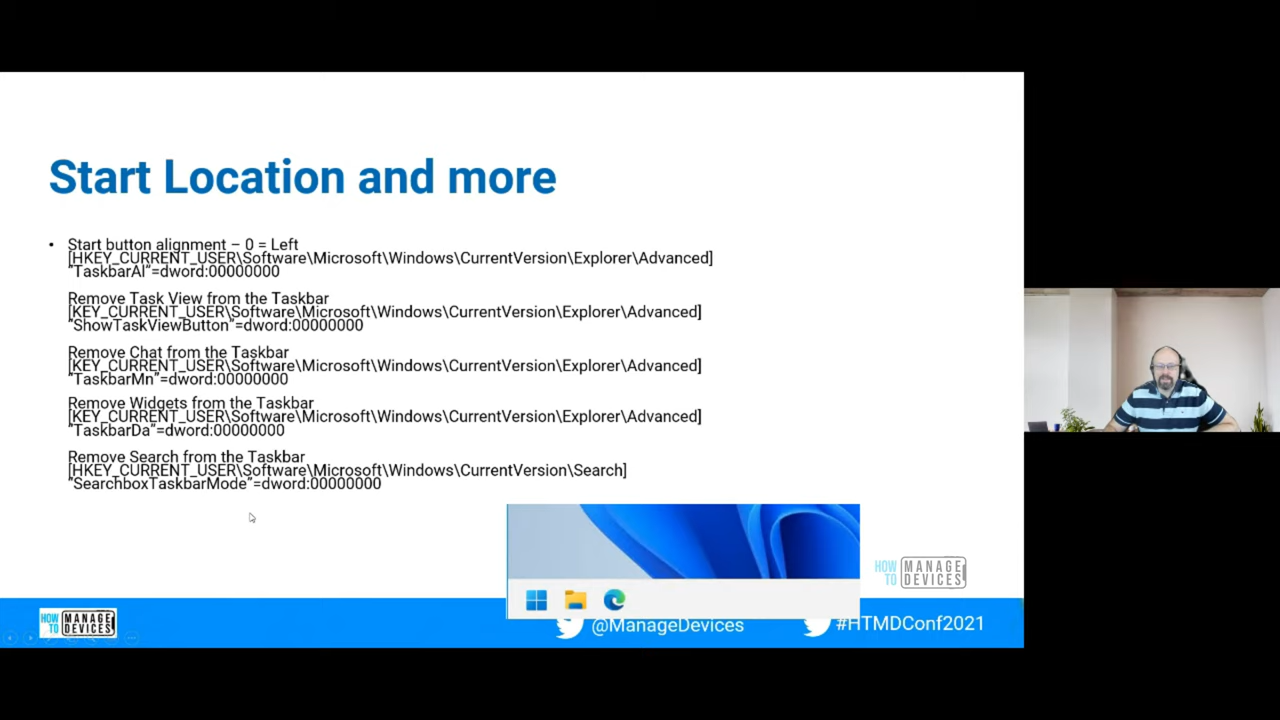 Start Location and more
• Start button alignment – 0 = Left
[HKEY_CURRENT_USER\Software\Microsoft\Windows\CurrentVersion\Explorer\Advanced]
"TaskbarAl"=dword:00000000
Remove Task View from the Taskbar
[KEY_CURRENT_USER\Software\Microsoft\Windows\CurrentVersion\Explorer\Advanced]
"ShowTaskViewButton"=dword:00000000
Remove Chat from the Taskbar
[KEY_CURRENT_USER\Software\Microsoft\Windows\CurrentVersion\Explorer\Advanced]
"TaskbarMn"=dword:00000000
Remove Widgets from the Taskbar
[KEY_CURRENT_USER\Software\Microsoft\Windows\CurrentVersion\Explorer\Advanced]
"TaskbarDa"=dword:00000000
Remove Search from the Taskbar
[HKEY_CURRENT_USER\Software\Microsoft\Windows\CurrentVersion\Search]
"SearchboxTaskbarMode"=dword:00000000
HOW TO MANAGE DEVICES
HOW TO MANAGE DEVICES
@ManageDevices
#HTMDConf2021